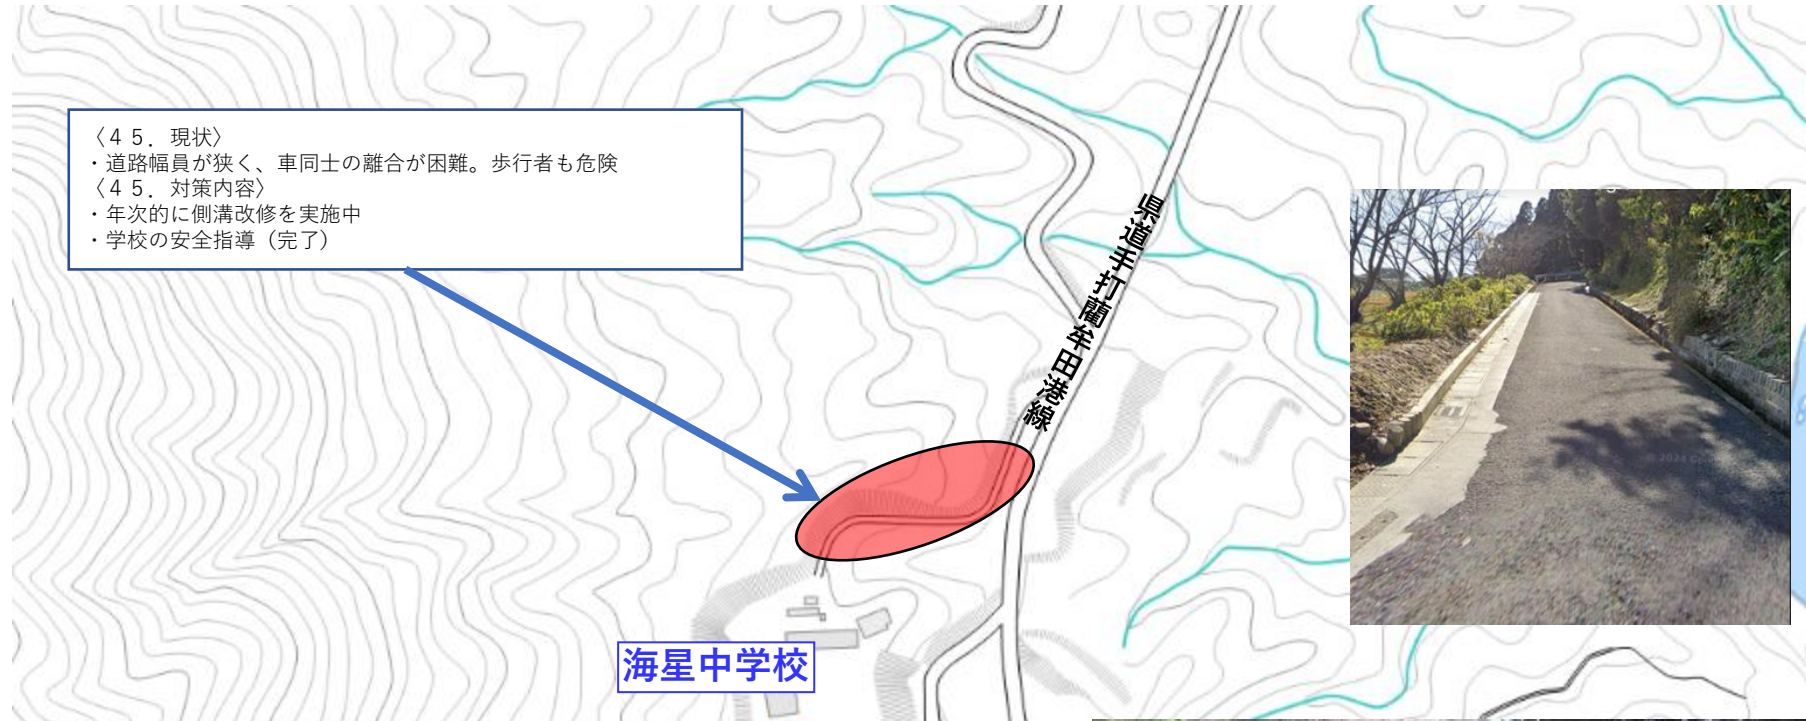 〈４５．現状〉
・道路幅員が狭く、車同士の離合が困難。歩行者も危険
〈４５．対策内容〉
・年次的に側溝改修を実施中
・学校の安全指導（完了）
県道手打藺牟田港線
海星中学校